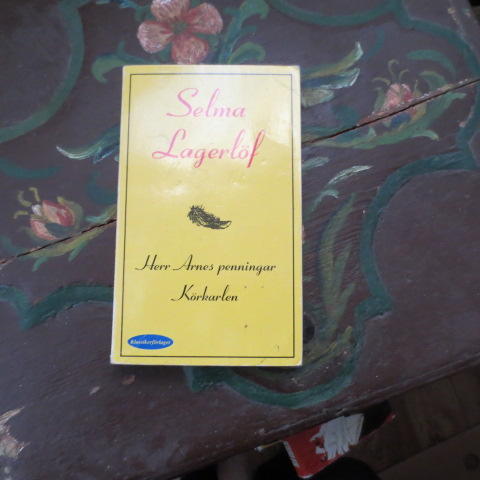 Selma
Lagerlöf
Herr Arnes penningar
Körkarlen
Klassikerförlaget